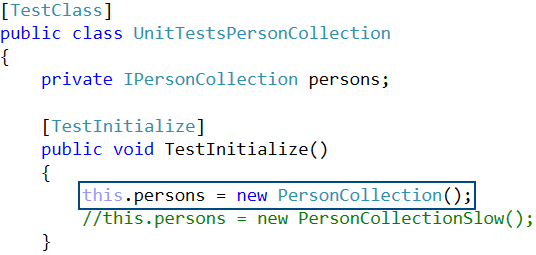 [TestClass]
public class UnitTestsPersonCollection
{
    private IPersonCollection persons;

    [TestInitialize]
    public void TestInitialize()
    {
        this.persons = new PersonCollection();
        //this.persons = new PersonCollectionSlow();
    }